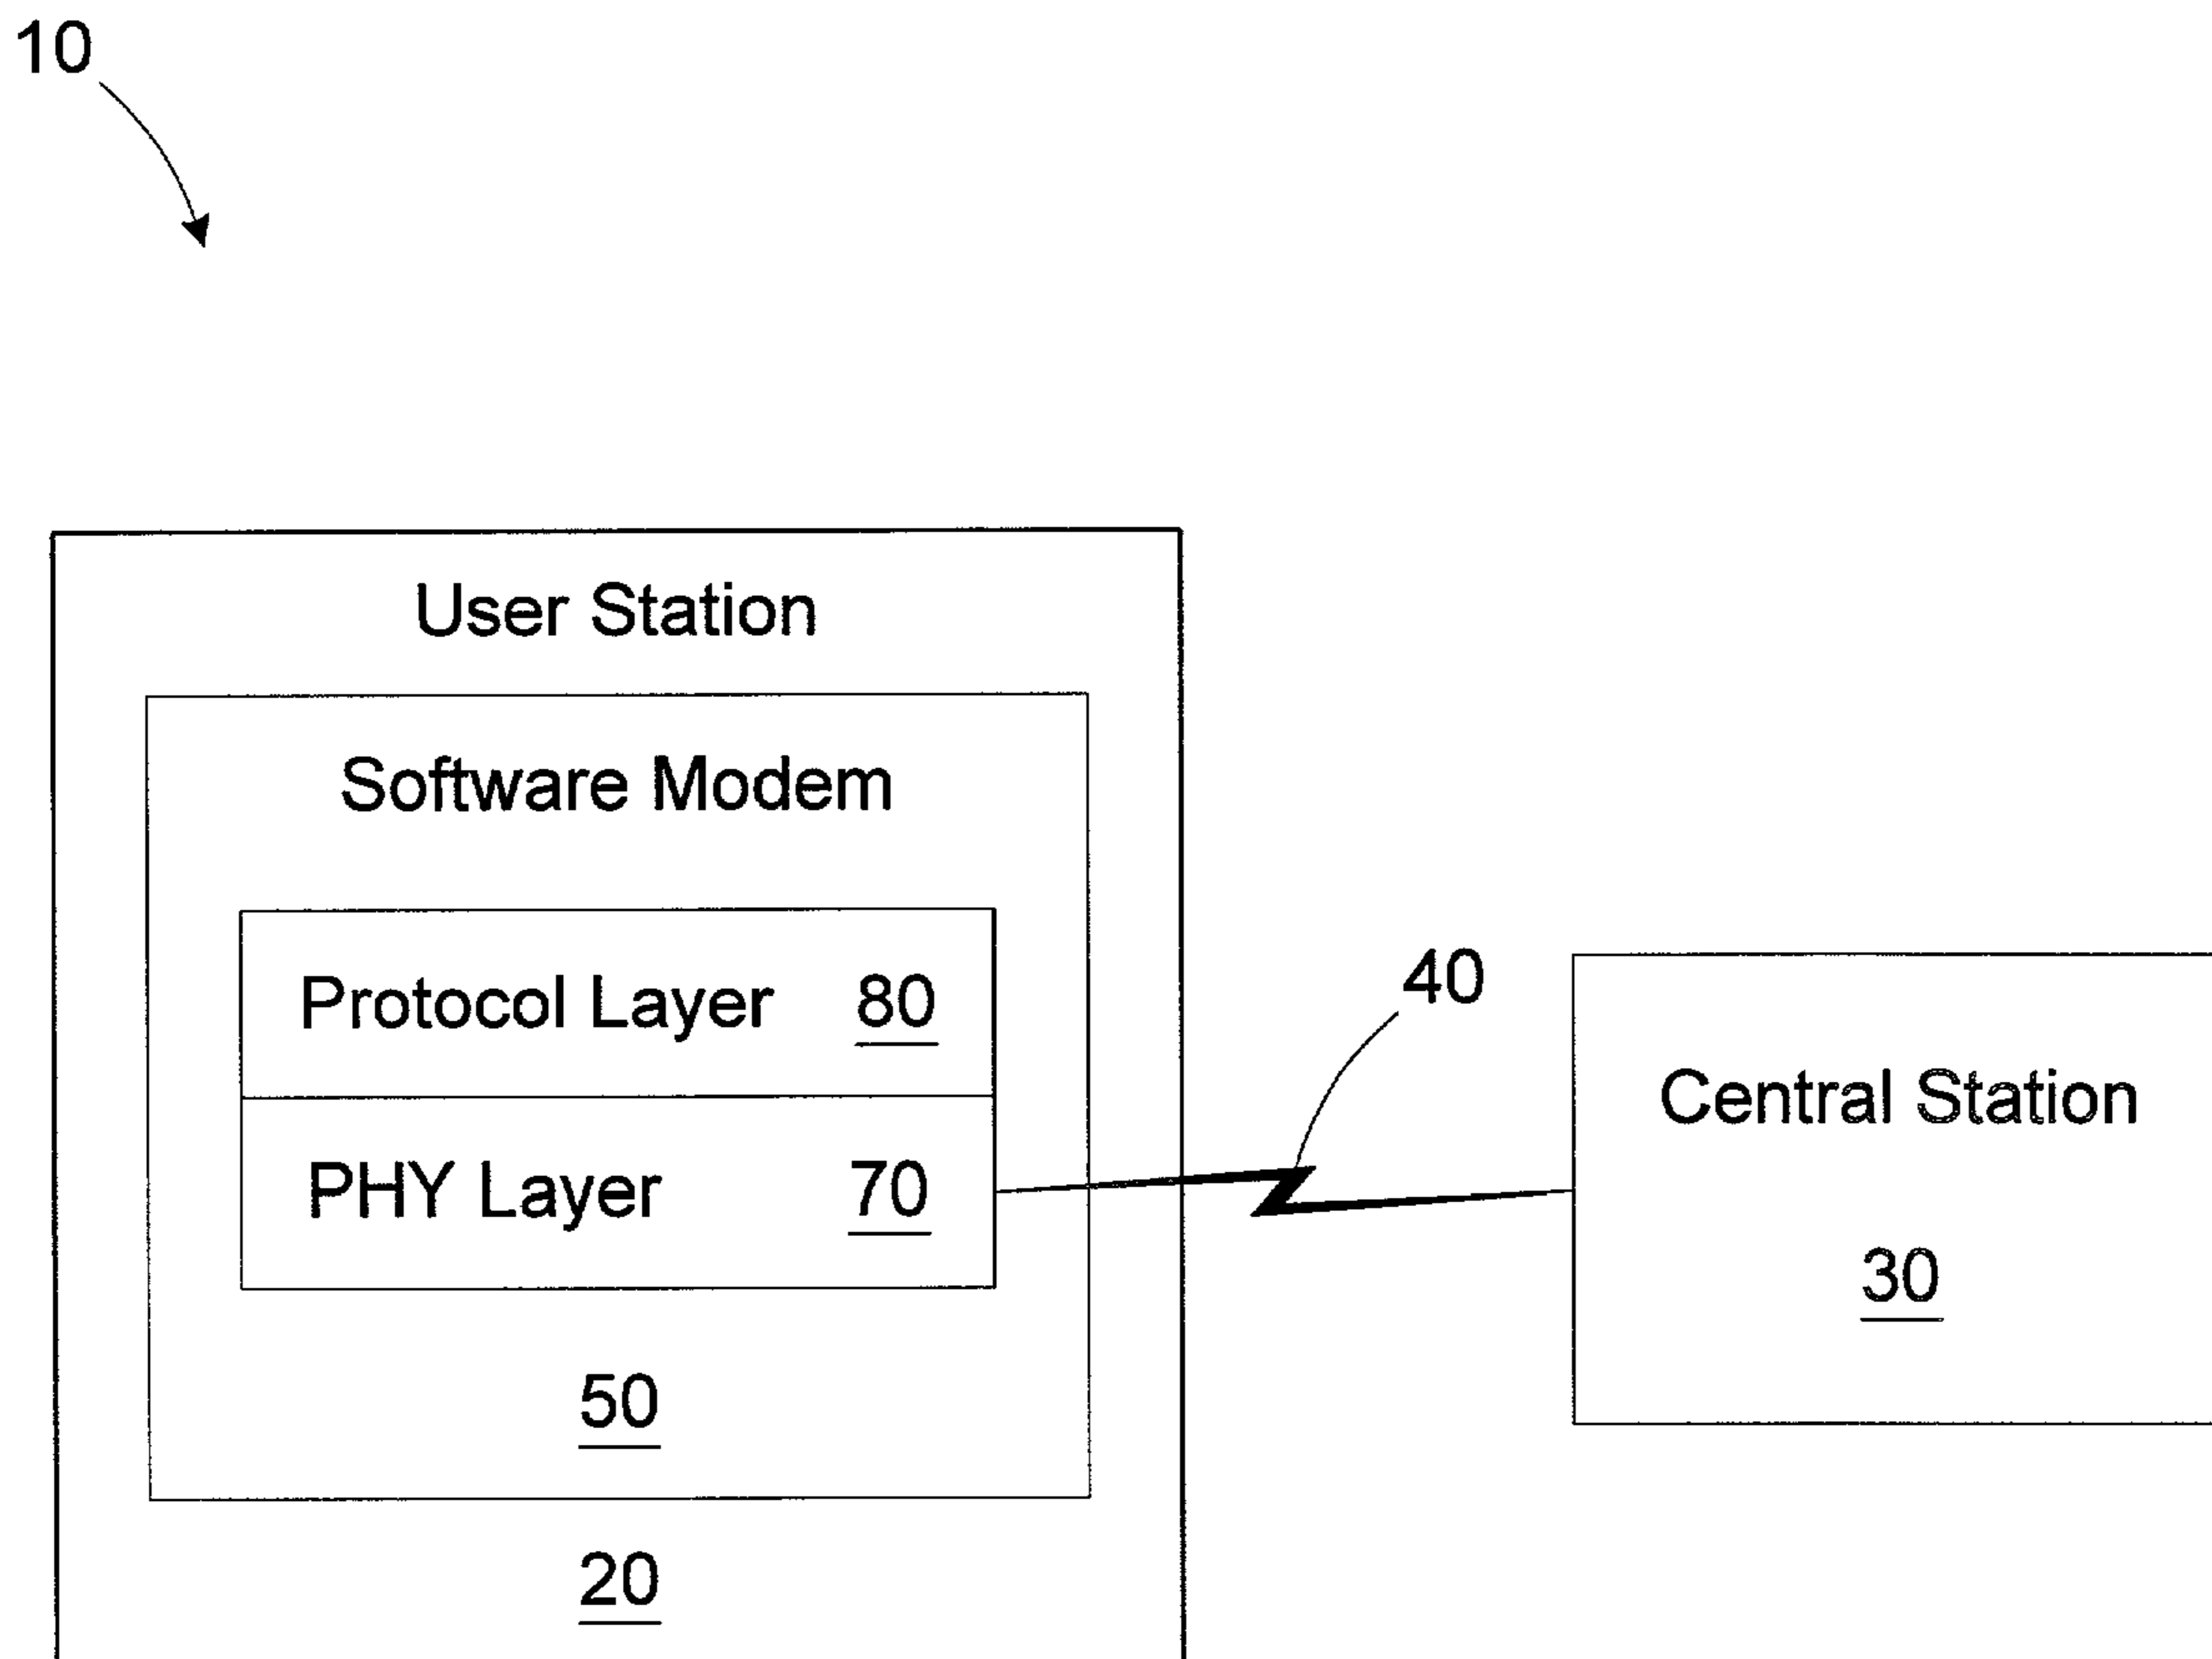 10
User Station
Software Modem
Protocol Layer 80
40
Central Station
PHY Layer 70
30
50
20